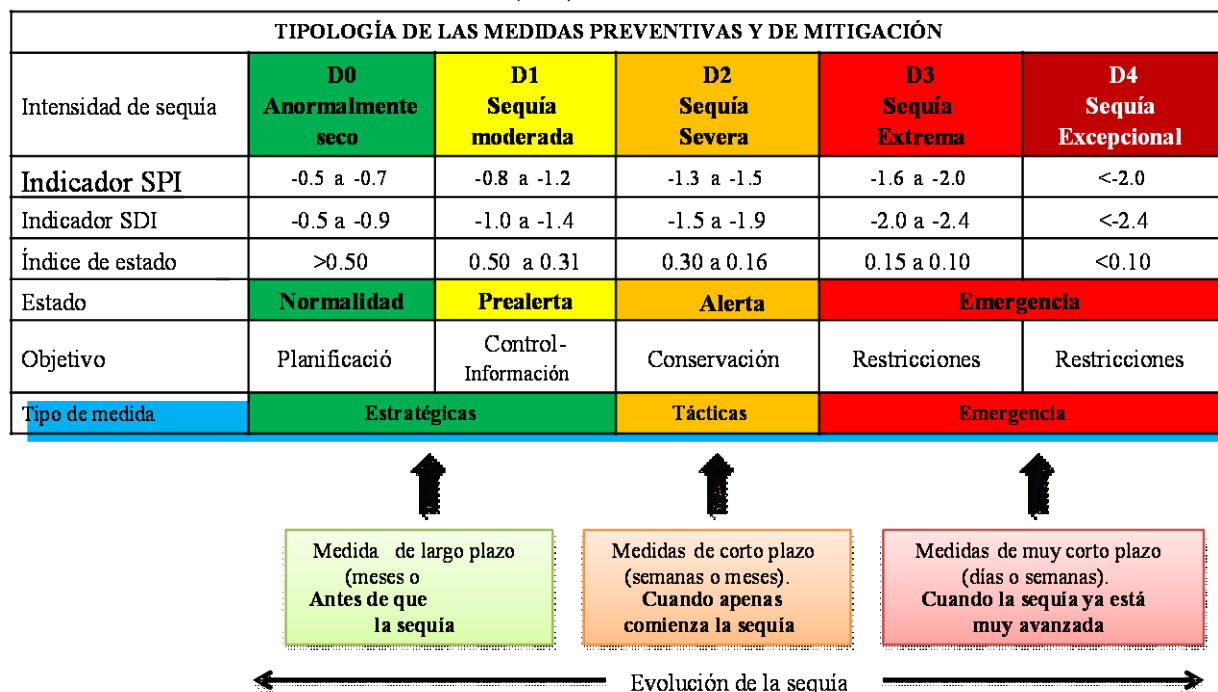 TIPOLOGÍA DE LAS MEDIDAS PREVENTIVAS Y DE MITIGACIÓN
Intensidad de sequía
D0
Anormalmente
seco
D1
Sequía
moderada
D2
Sequía
Severa
D3
Sequía
Extrema
D4
Sequía
Excepcional
Indicador SPI -0.5 a -0.7 -0.8 a -1.2 -1.3 a -1.5 -1.6 a -2.0 <-2.0
Indicador SDI -0.5 a -0.9 -1.0 a -1.4 -1.5 a -1.9 -2.0 a -2.4 <-2.4
Índice de estado >0.50 0.50 a 0.31 0.30 a 0.16 0.15 a 0.10 <0.10
Estado Normalidad Prealerta Alerta Emergencia
Objetivo Planificació Control-
Información Conservación Restricciones Restricciones
Tipo de medida Estratégicas Tácticas Emergencia
Medida de largo plazo
(meses o
Antes de que
la sequía
Medidas de corto plazo
(semanas o meses).
Cuando apenas
comienza la sequía
Medidas de muy corto plazo
(días o semanas).
Cuando la sequía ya está
muy avanzada
Evolución de la sequía